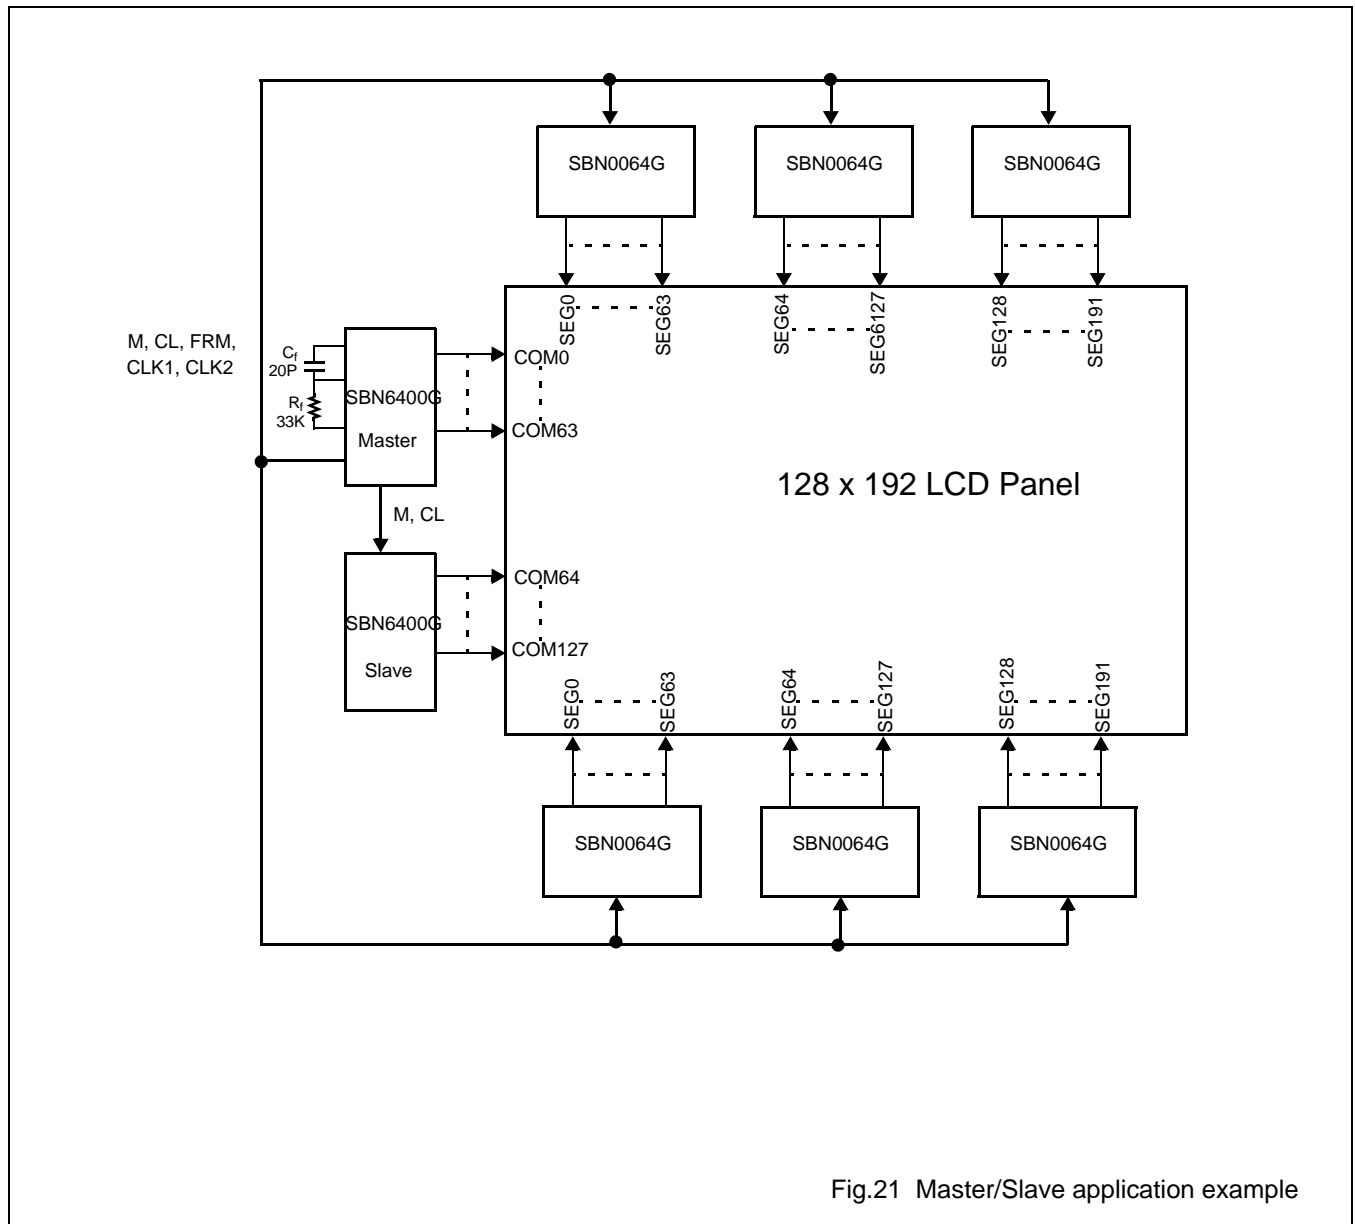 SBN0064G
SBN0064G
SBN0064G
SEG0
SEG63
SEG64
SEG6127
SEG128
SEG191
M, CL, FRM,
CLK1, CLK2
Cf
20P
Rf
33K
SBN6400G
Master
COM0
COM63
128 x 192 LCD Panel
M, CL
SBN6400G
Slave
COM64
COM127
SEG0
SEG63
SEG64
SEG127
SEG128
SEG191
SBN0064G
SBN0064G
SBN0064G
Fig.21 Master/Slave application example